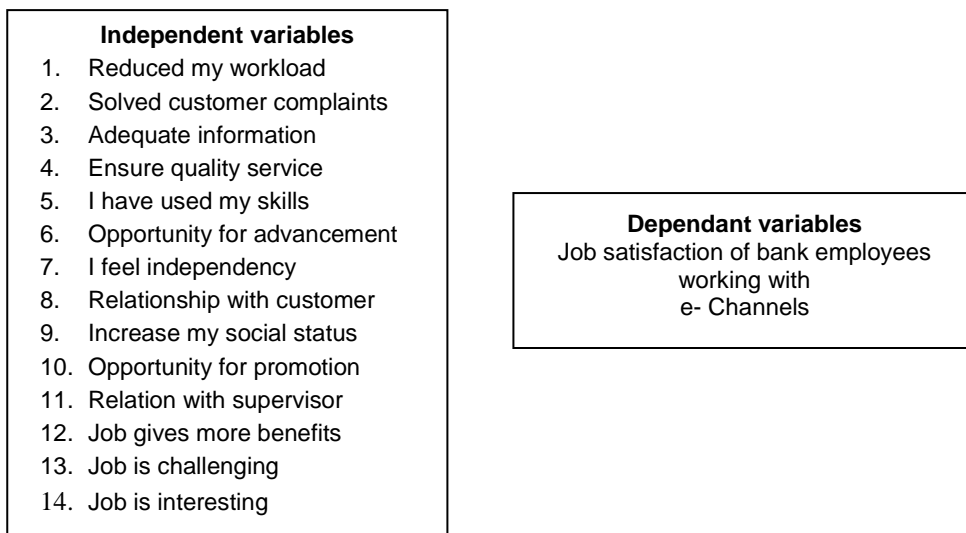 Independent variables
1. Reduced my workload
2. Solved customer complaints
3. Adequate information
4. Ensure quality service
5. I have used my skills
6. Opportunity for advancement
7. I feel independency
8. Relationship with customer
9. Increase my social status
10. Opportunity for promotion
11. Relation with supervisor
12. Job gives more benefits
13. Job is challenging
14. Job is interesting
Dependant variables
Job satisfaction of bank employees
working with
e- Channels